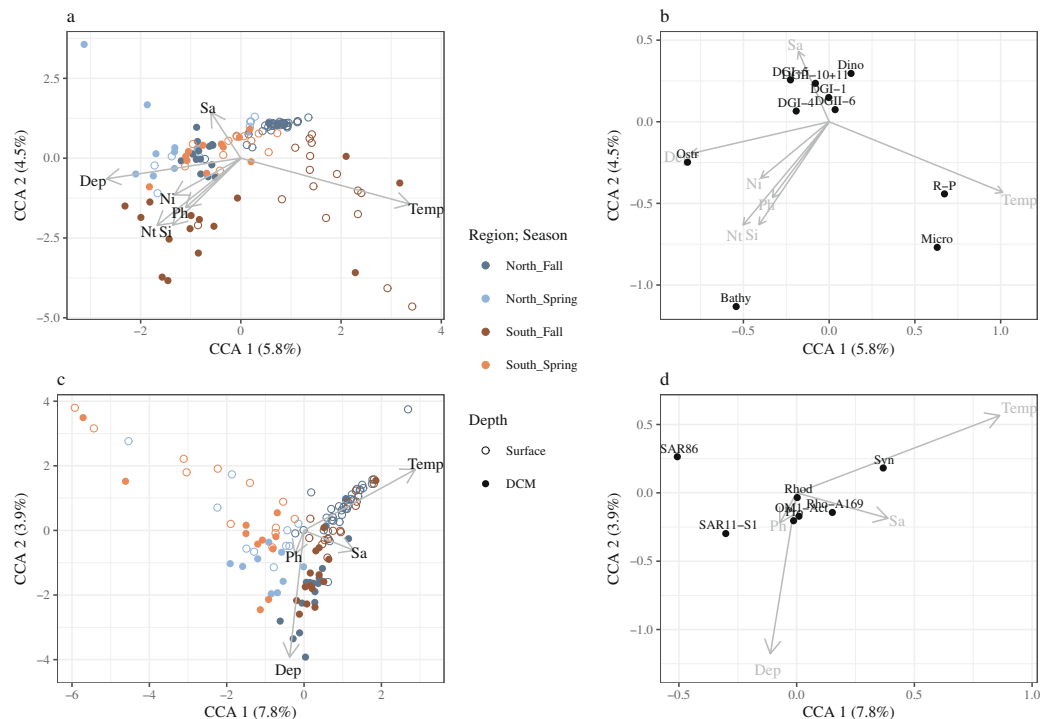 a
2.5
0.0
−2.5
−5.0
CCA 2 (4.5%)
Sa
Dep
Ni
Ph
Nt Si
Temp
−2
0
2
4
CCA 1 (5.8%)
b
0.5
0.0
−0.5
−1.0
CCA 2 (4.5%)
Sa
Dino
DGII-10+11
DGI-1
DGI-4
DGII-6
Ostr
Ni
Ph
Nt Si
R−P
Temp
Micro
Bathy
−0.5
0.0
0.5
1.0
CCA 1 (5.8%)
Region; Season
North_Fall
North_Spring
South_Fall
South_Spring
Depth
Surface
DCM
c
4
2
0
−2
−4
CCA 2 (3.9%)
Temp
Sa
Ph
Dep
−6
−4
−2
0
2
CCA 1 (7.8%)
d
0.5
0.0
−0.5
−1.0
CCA 2 (3.9%)
Temp
SAR86
Syn
Rhod
OM1−Act
Rho−A169
Ph
Sa
SAR11−S1
Dep
−0.5
0.0
0.5
1.0
CCA 1 (7.8%)